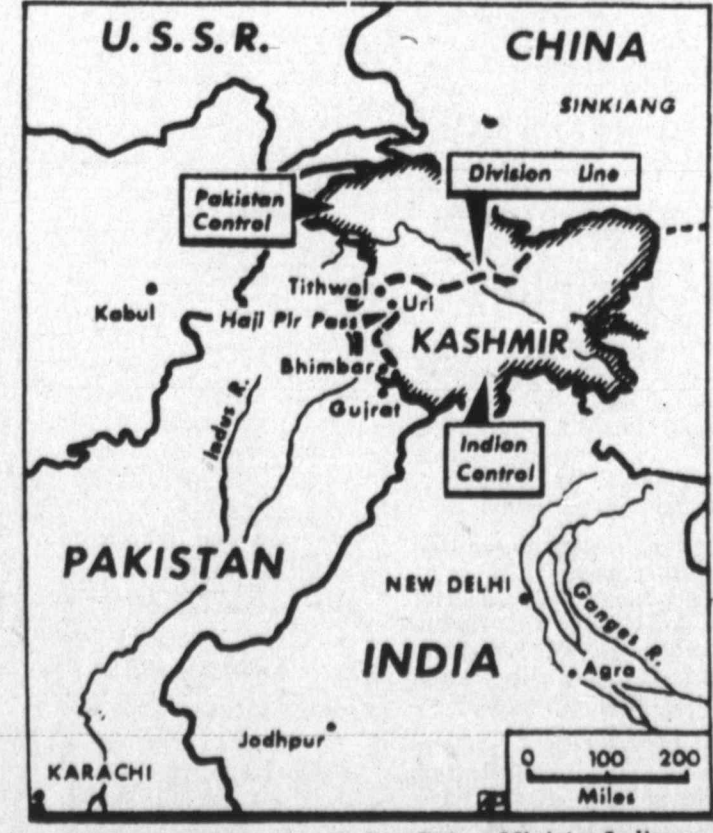 U.S.S.R.
CHINA
SINKIANG
Division Line
Pakistan
Control
Tithwal
Uri
Kabul
Haji Pir Pass
KASHMIR
Bhimbar
Gujrat
Indus R.
Indian
Control
PAKISTAN
NEW DELHI
Ganges R.
INDIA
Agra
Jodhpur
KARACHI
0 100 200
Miles